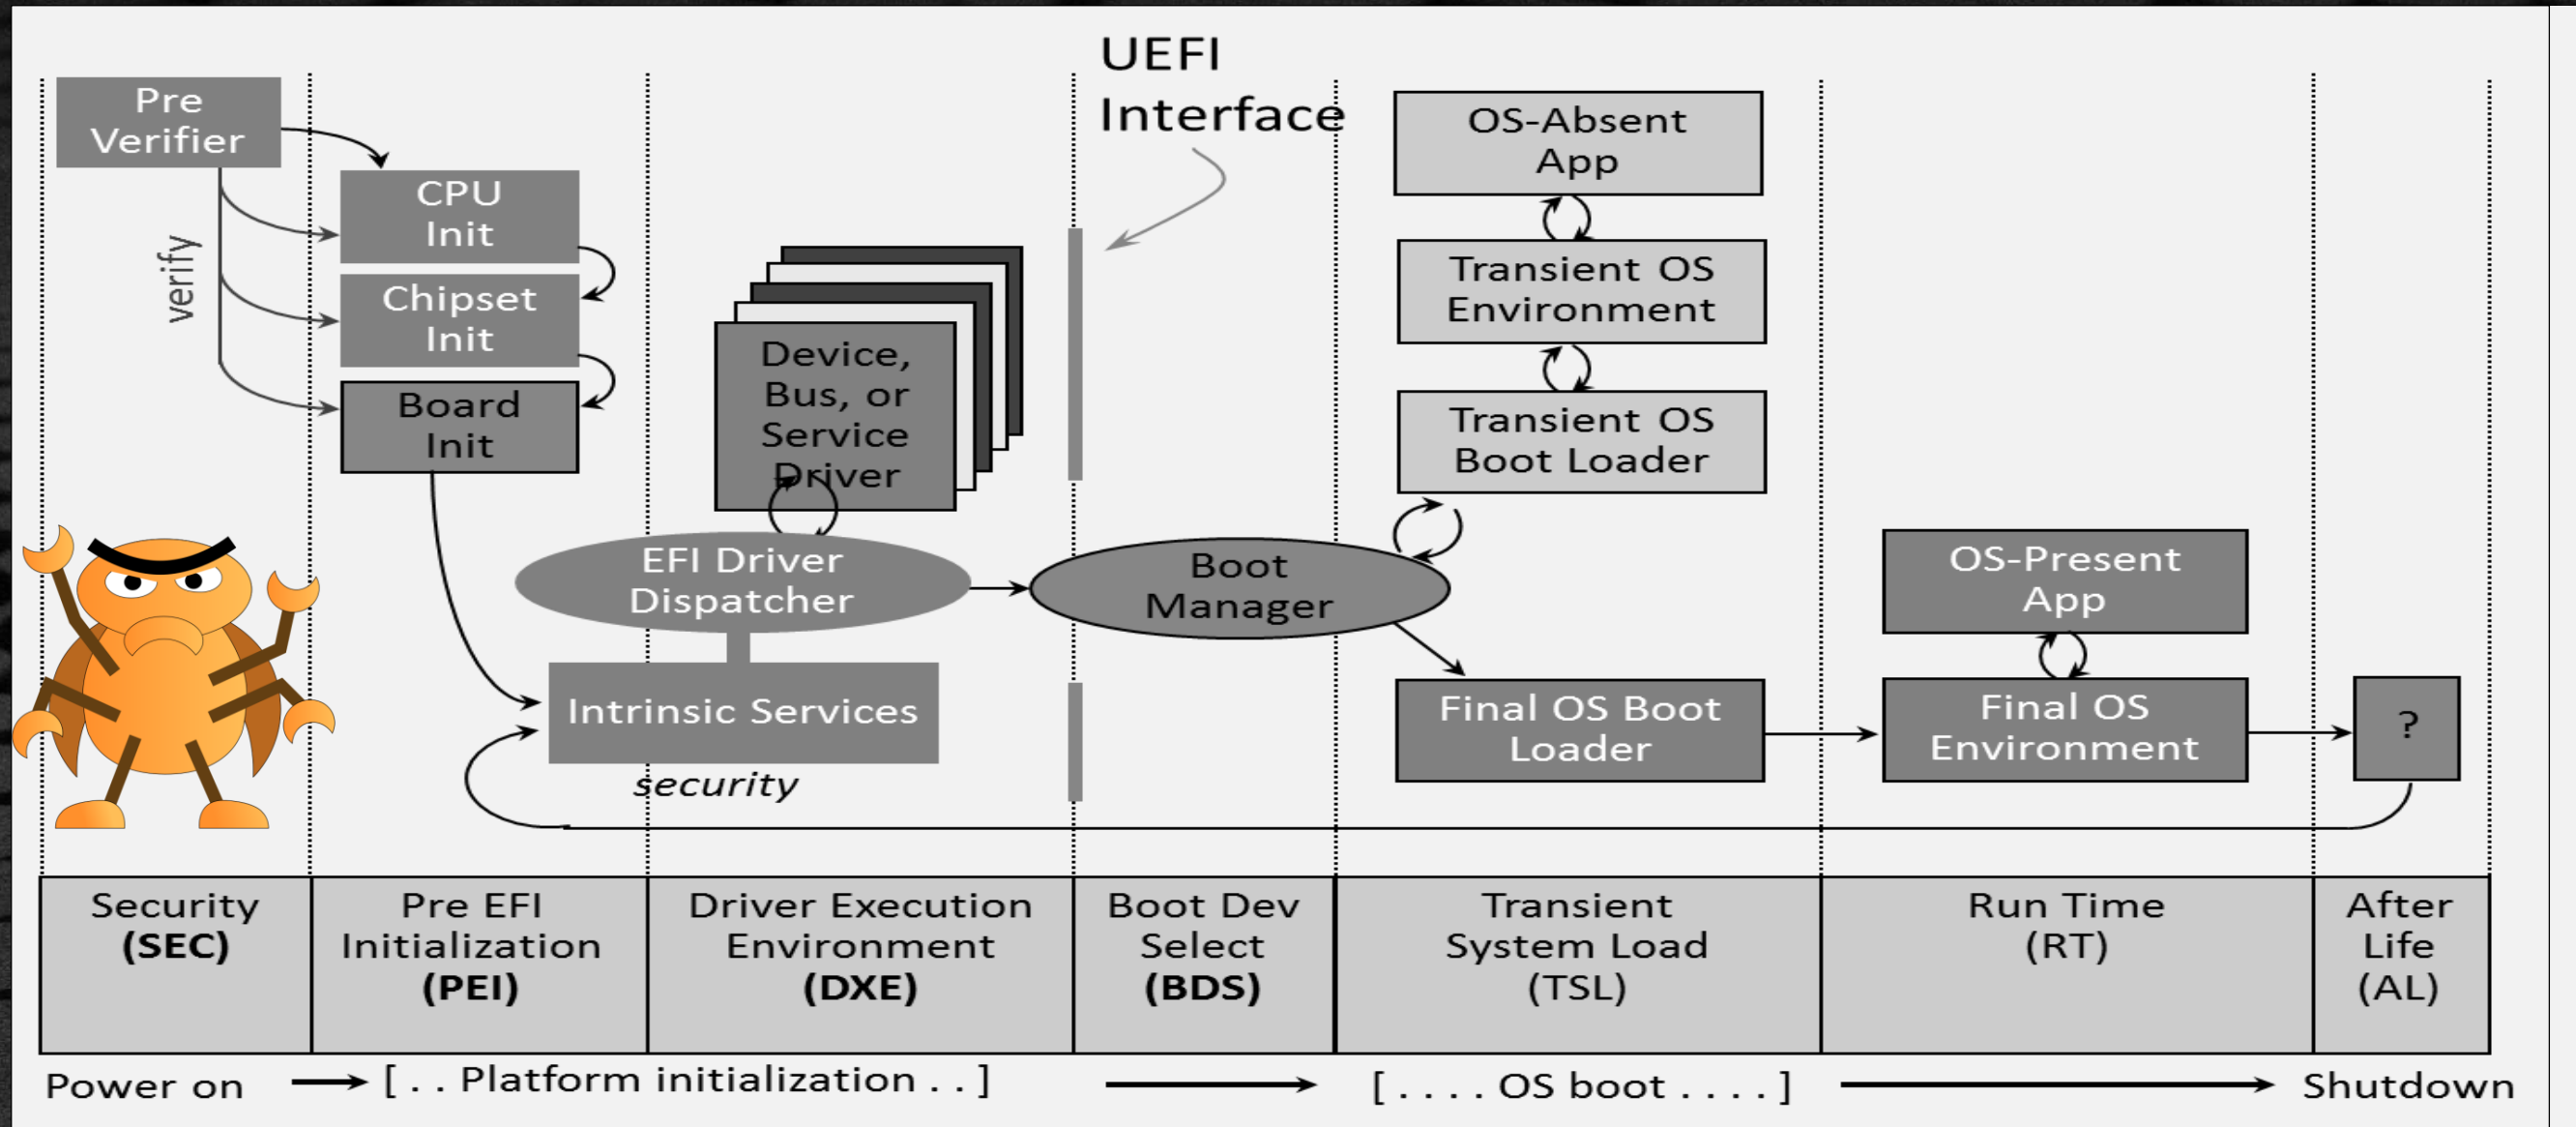 UEFI
Interface
Pre
Verifier
verify
CPU
Init
Chipset
Init
Board
Init
Device,
Bus, or
Service
Driver
EFI Driver
Dispatcher
Intrinsic Services
security
Boot
Manager
OS-Absent
App
Transient OS
Environment
Transient OS
Boot Loader
Final OS Boot
Loader
OS-Present
App
Final OS
Environment
?
Security
(SEC)
Pre EFI
Initialization
(PEI)
Driver Execution
Environment
(DXE)
Boot Dev
Select
(BDS)
Transient
System Load
(TSL)
Run Time
(RT)
After
Life
(AL)
Power on
[ . . Platform initialization . . ]
[ . . . . OS boot . . . . ]
Shutdown